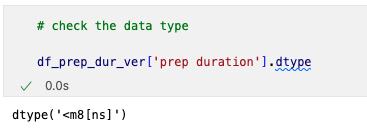 # check the data type
df_prep_dur_ver['prep duration'].dtype
✓ 0.0s
dtype('<m8[ns]')